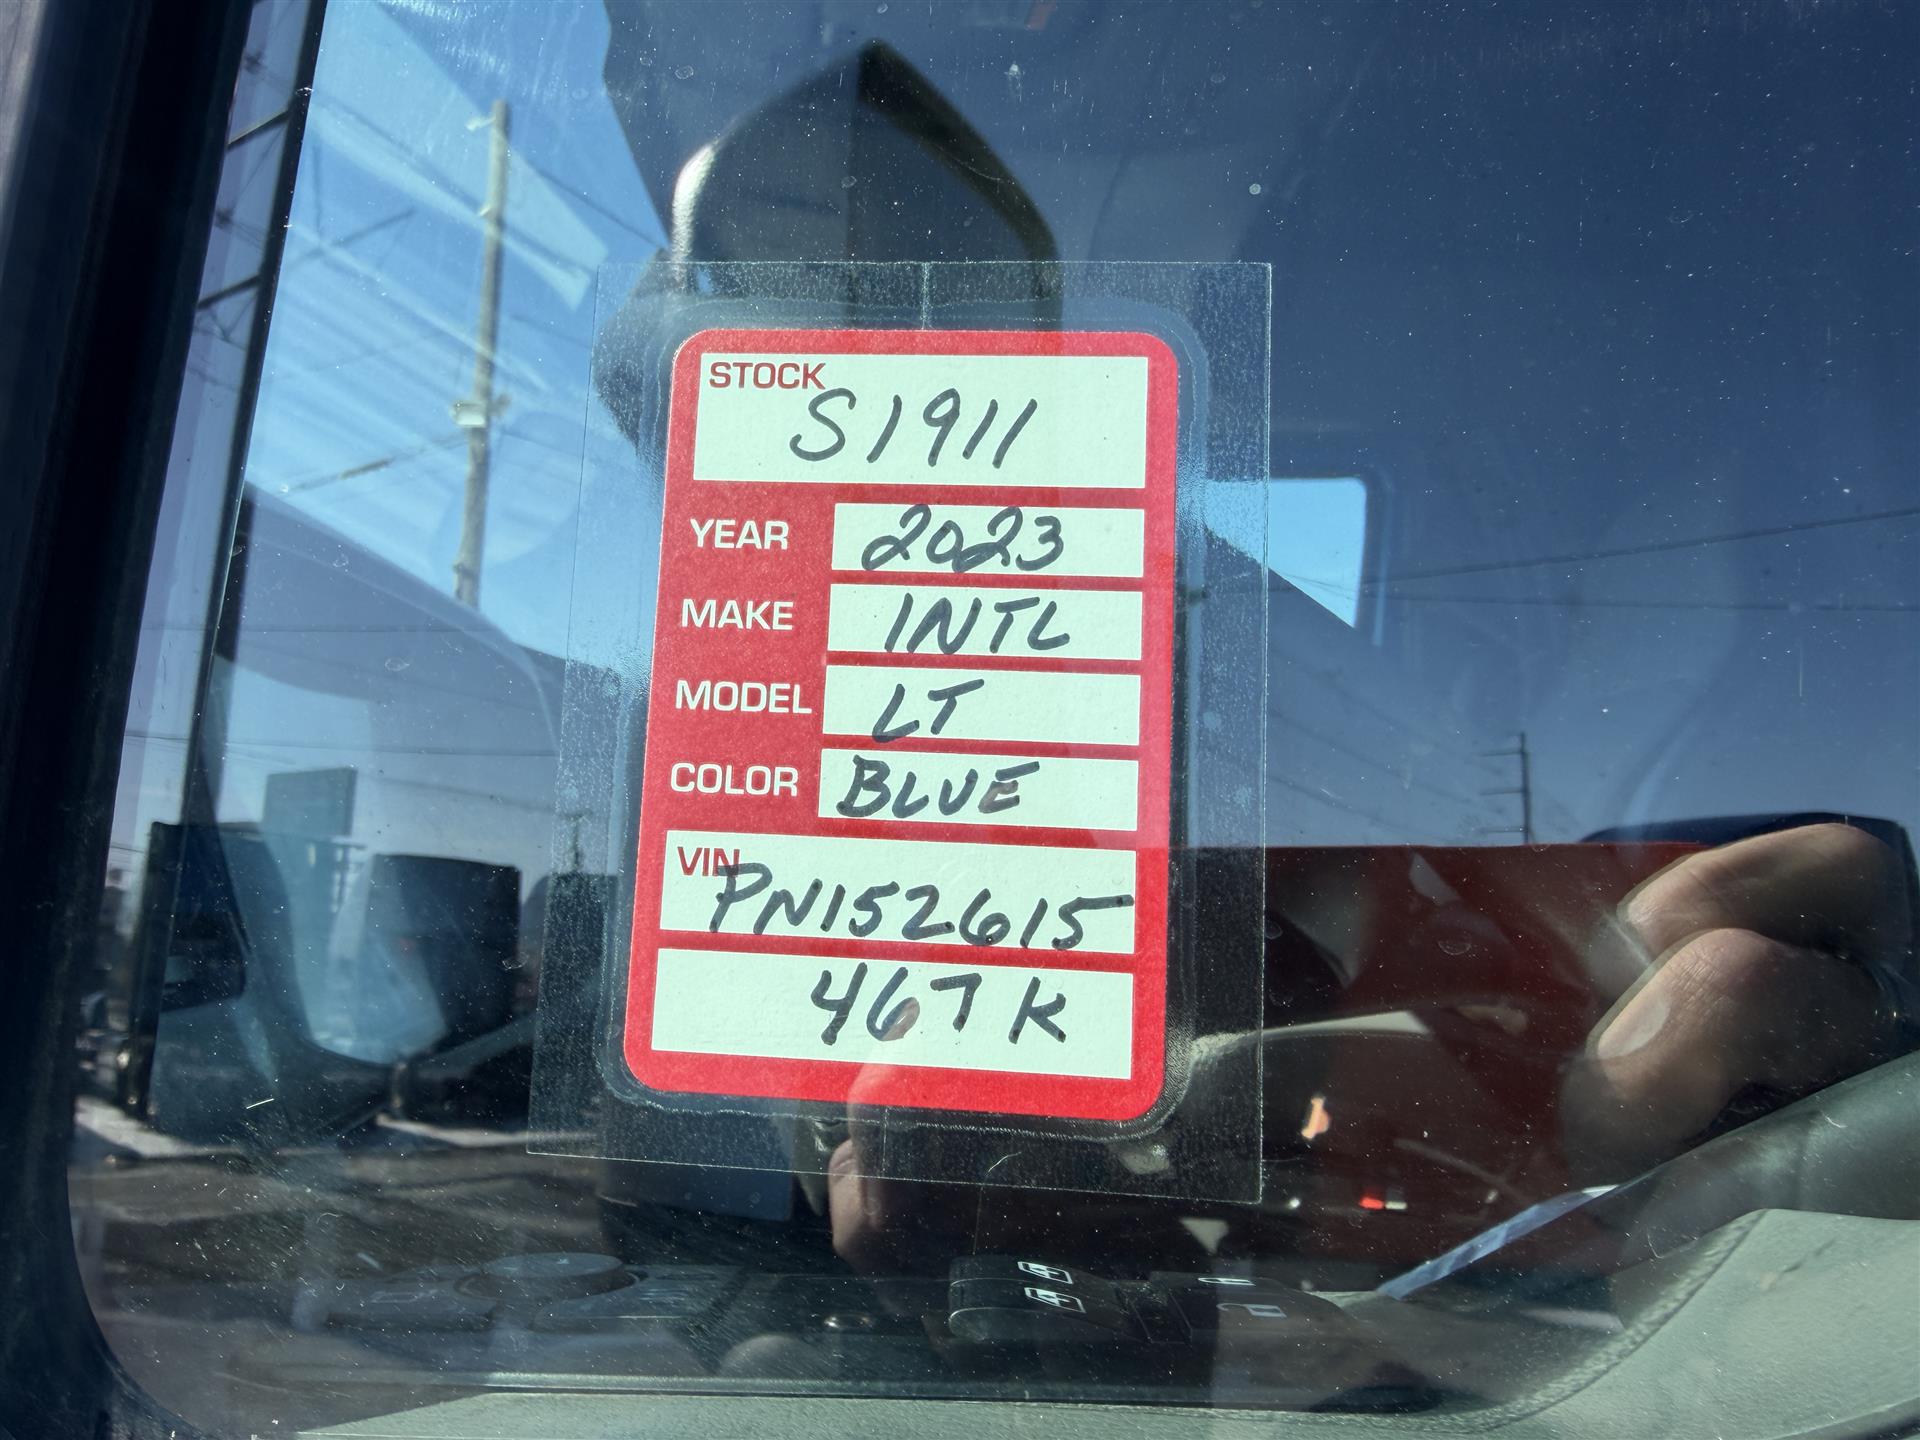 STOCK
S1911
YEAR 2023
MAKE INTL
MODEL LT
COLOR BLUE
VIN
PN152615
467K